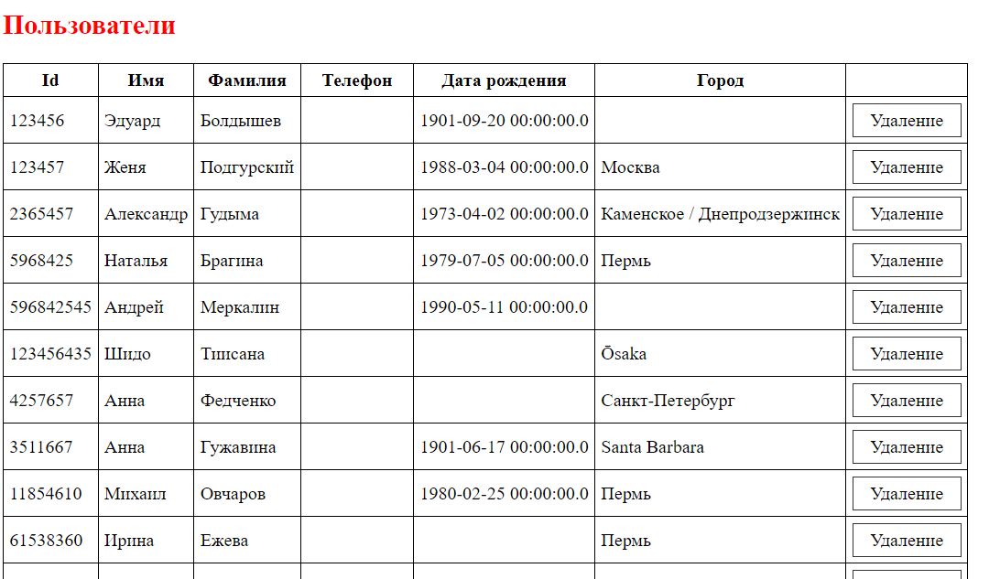 Пользователи
Id Имя Фамилия Телефон Дата рождения Город
123456 Эдуард Болдышев 1901-09-20 00:00:00.0 Удаление
123457 Женя Подгурский 1988-03-04 00:00:00.0 Москва Удаление
2365457 Александр Гудыма 1973-04-02 00:00:00.0 Каменское / Днепродзержинск Удаление
5968425 Наталья Брагина 1979-07-05 00:00:00.0 Пермь Удаление
596842545 Андрей Меркалин 1990-05-11 00:00:00.0 Удаление
123456435 Шидо Тписана Ōsaka Удаление
4257657 Анна Федченко Санкт-Петербург Удаление
3511667 Анна Гужавина 1901-06-17 00:00:00.0 Santa Barbara Удаление
11854610 Михаил Овчаров 1980-02-25 00:00:00.0 Пермь Удаление
61538360 Ирина Ежева Пермь Удаление